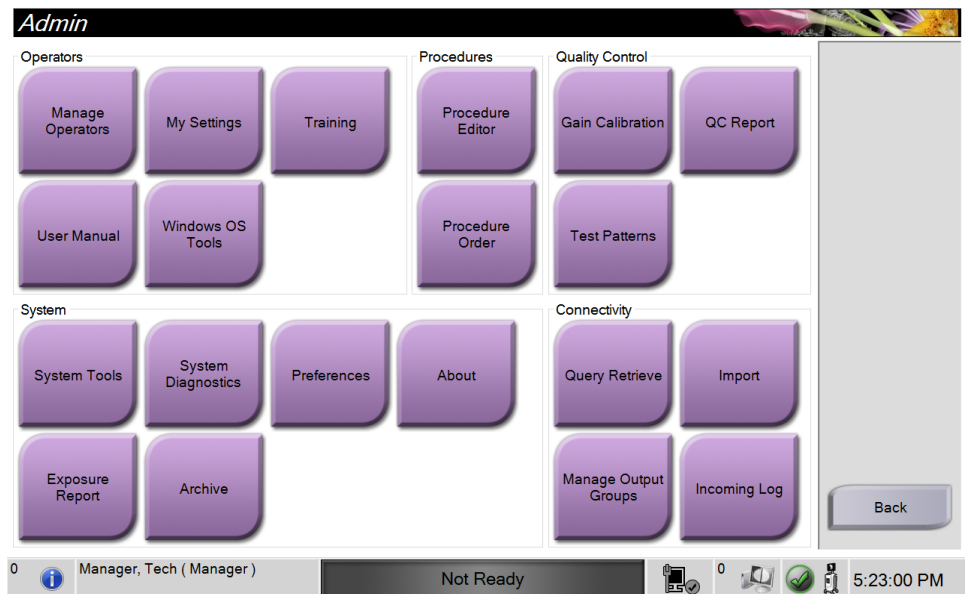 Admin
Operators
Manage
Operators
My Settings
Training
User Manual
Windows OS
Tools
Procedures
Procedure
Editor
Procedure
Order
Quality Control
Gain Calibration
QC Report
Test Patterns
System
System Tools
System
Diagnostics
Preferences
About
Exposure
Report
Archive
Connectivity
Query Retrieve
Import
Manage Output
Groups
Incoming Log
Back
0
Manager, Tech ( Manager )
Not Ready
0
5:23:00 PM